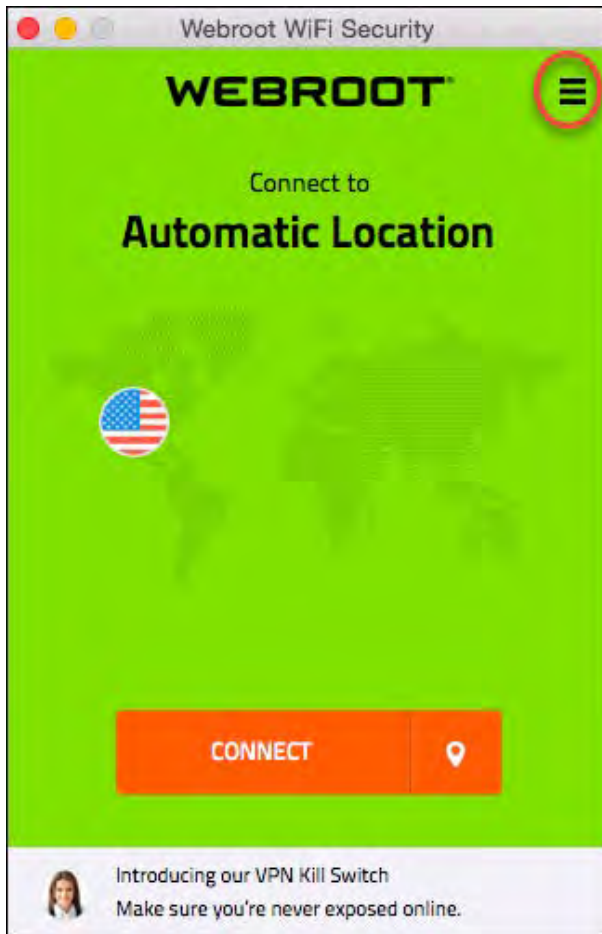 Webroot WiFi Security
WEBROOT®
Connect to
Automatic Location
CONNECT
Introducing our VPN Kill Switch
Make sure you're never exposed online.